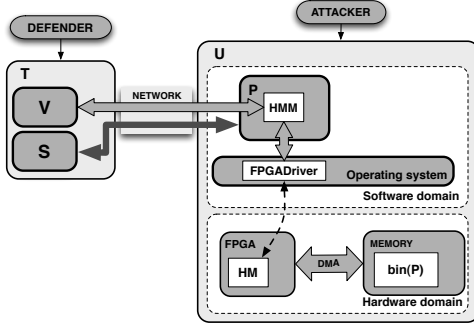 DEFENDER
ATTACKER
T
U
V
S
NETWORK
P
HMM
FPGADriver
Operating system
Software domain
FPGA
HM
DMA
MEMORY
bin(P)
Hardware domain